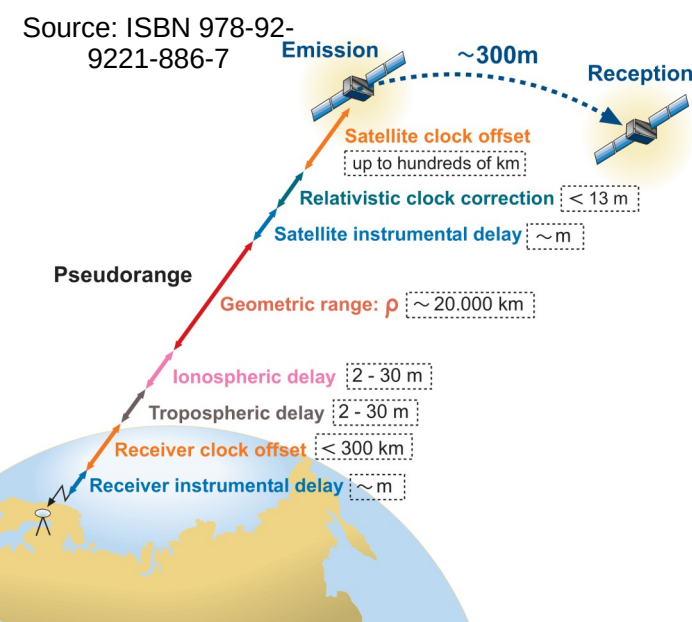 Source: ISBN 978-92-
9221-886-7
Emission
~300m
Reception
Satellite clock offset
up to hundreds of km
Relativistic clock correction < 13 m
Satellite instrumental delay ~ m
Pseudorange
Geometric range: ρ ~ 20.000 km
Ionospheric delay 2 - 30 m
Tropospheric delay 2 - 30 m
Receiver clock offset < 300 km
Receiver instrumental delay ~ m